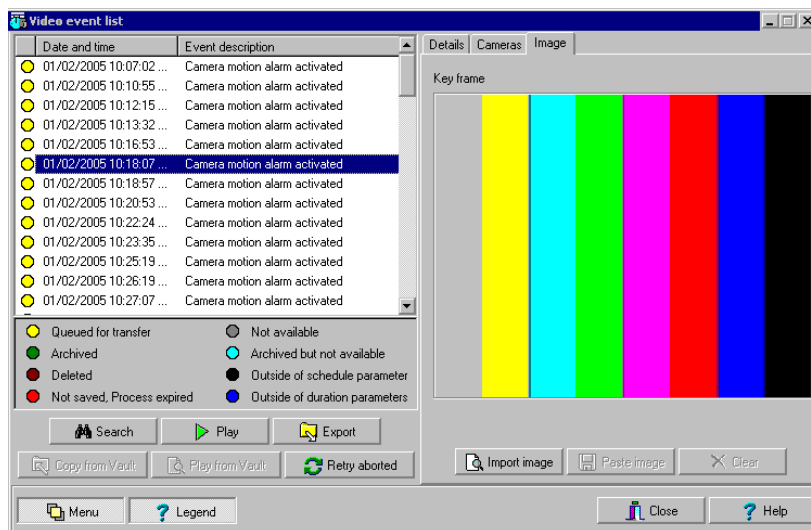 Video event list
Date and time Event description
01/02/2005 10:07:02 ... Camera motion alarm activated
01/02/2005 10:10:55 ... Camera motion alarm activated
01/02/2005 10:12:15 ... Camera motion alarm activated
01/02/2005 10:13:32 ... Camera motion alarm activated
01/02/2005 10:16:53 ... Camera motion alarm activated
01/02/2005 10:18:07 ... Camera motion alarm activated
01/02/2005 10:18:57 ... Camera motion alarm activated
01/02/2005 10:20:53 ... Camera motion alarm activated
01/02/2005 10:22:24 ... Camera motion alarm activated
01/02/2005 10:23:35 ... Camera motion alarm activated
01/02/2005 10:25:19 ... Camera motion alarm activated
01/02/2005 10:26:19 ... Camera motion alarm activated
01/02/2005 10:27:07 ... Camera motion alarm activated
Queued for transfer Not available
Archived Archived but not available
Deleted Outside of schedule parameter
Not saved, Process expired Outside of duration parameters
Search Play Export
Copy from Vault Play from Vault Retry aborted
Details Cameras Image
Key frame
Import image Paste image Clear
Menu Legend Close Help